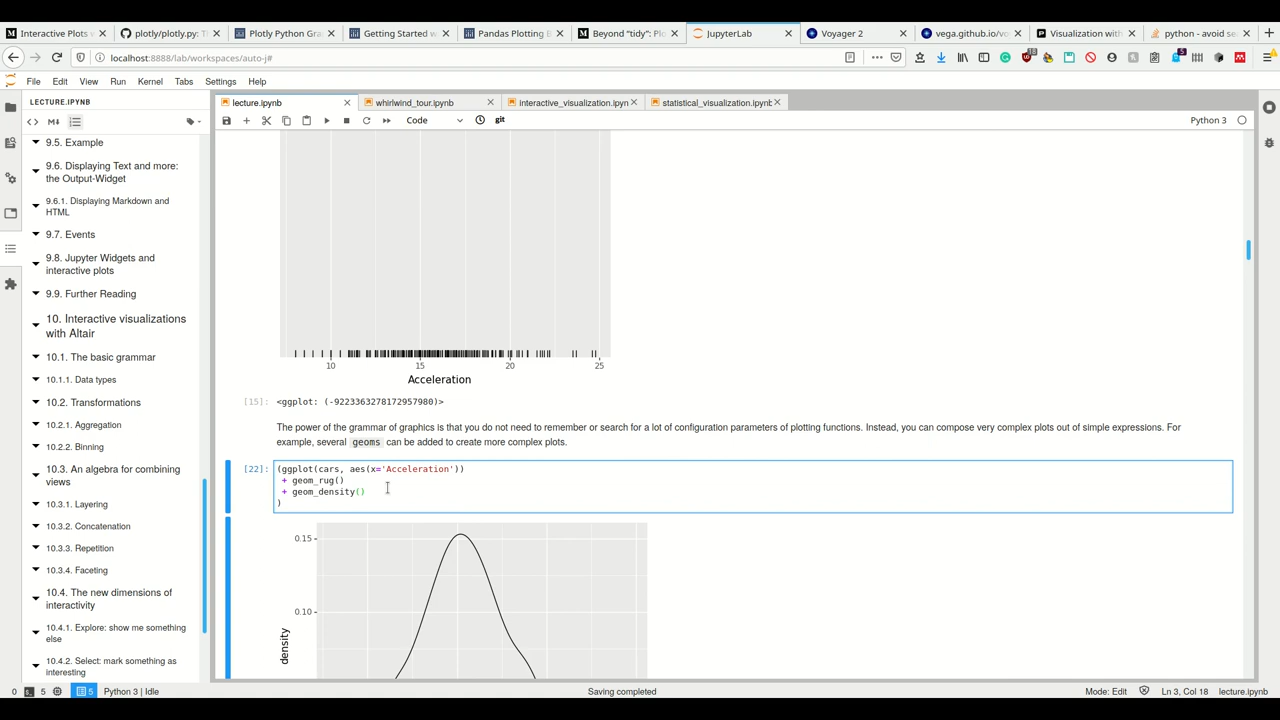 Interactive Plots w
plotly/plotly.py: T
Plotly Python Gra
Getting Started w
Pandas Plotting B
Beyond "tidy": Plo
JupyterLab
Voyager 2
vega.github.io/vo
Visualization with
python - avoid se
localhost:8888/lab/workspaces/auto-j#
File Edit View Run Kernel Tabs Settings Help
LECTURE.IPYNB
lecture.ipynb
whirlwind_tour.ipynb
interactive_visualization.ipyn
statistical_visualization.ipynb
Code
git
Python 3
9.5. Example
9.6. Displaying Text and more:
the Output-Widget
9.6.1. Displaying Markdown and
HTML
9.7. Events
9.8. Jupyter Widgets and
interactive plots
9.9. Further Reading
10. Interactive visualizations
with Altair
10.1. The basic grammar
10.1.1. Data types
10.2. Transformations
10.2.1. Aggregation
10.2.2. Binning
10.3. An algebra for combining
views
10.3.1. Layering
10.3.2. Concatenation
10.3.3. Repetition
10.3.4. Faceting
10.4. The new dimensions of
interactivity
10.4.1. Explore: show me something
else
10.4.2. Select: mark something as
interesting
10 15 20 25
Acceleration
[15]: <ggplot: (-9223363278172957980)>
The power of the grammar of graphics is that you do not need to remember or search for a lot of configuration parameters of plotting functions. Instead, you can compose very complex plots out of simple expressions. For
example, several geoms can be added to create more complex plots.
[22]: (ggplot(cars, aes(x='Acceleration'))
+ geom_rug()
+ geom_density()
)
0.15
0.10
density
0 5 5 Python 3 | Idle Saving completed Mode: Edit Ln 3, Col 18 lecture.ipynb